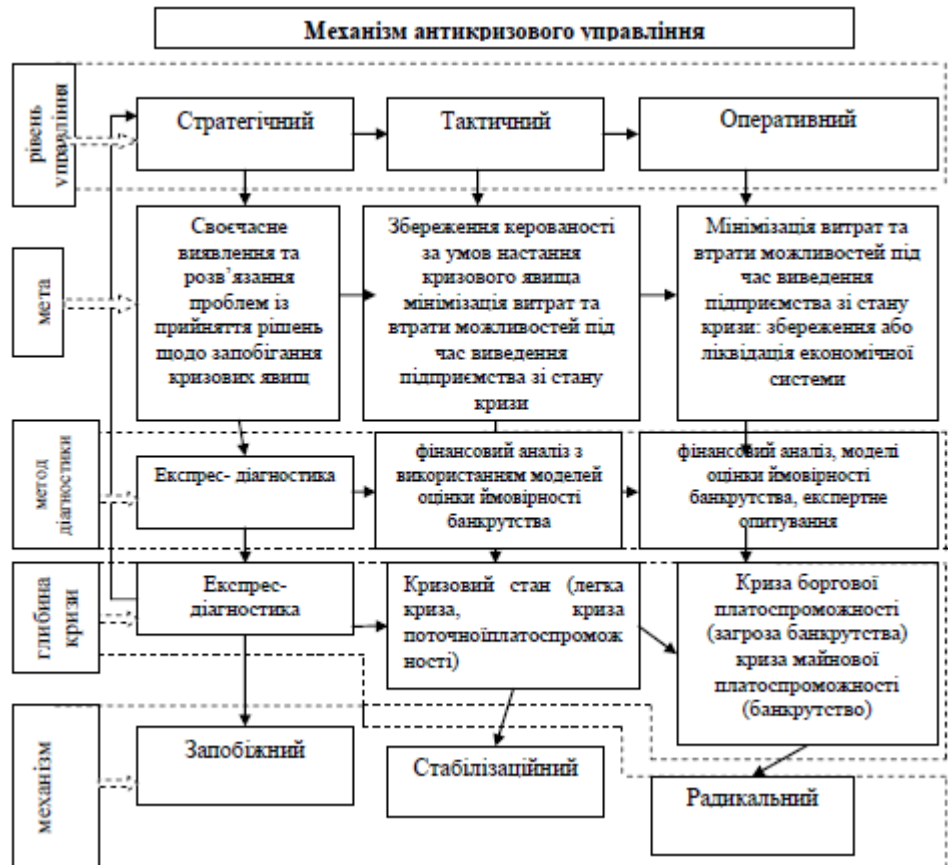 Механізм антикризового управління
рівень
управління
Стратегічний
Тактичний
Оперативний
мета
Своєчасне
виявлення та
розв’язання
проблем із
прийняття рішень
щодо запобігання
кризових явищ
Збереження керованості
за умов настання
кризового явища
мінімізація витрат та
втрати можливостей під
час виведення
підприємства зі стану
кризи
Мінімізація витрат та
втрати можливостей під
час виведення
підприємства зі стану
кризи: збереження або
ліквідація економічної
системи
метод
діагностики
Експрес- діагностика
фінансовий аналіз з
використанням моделей
оцінки ймовірності
банкрутства
фінансовий аналіз, моделі
оцінки ймовірності
банкрутства, експертне
опитування
глибина
кризи
Експрес-
діагностика
Кризовий стан (легка
криза, криза
поточноїплатоспромож
ності)
Криза боргової
платоспроможності
(загроза банкрутства)
криза майнової
платоспроможності
(банкрутство)
механізм
Запобіжний
Стабілізаційний
Радикальний